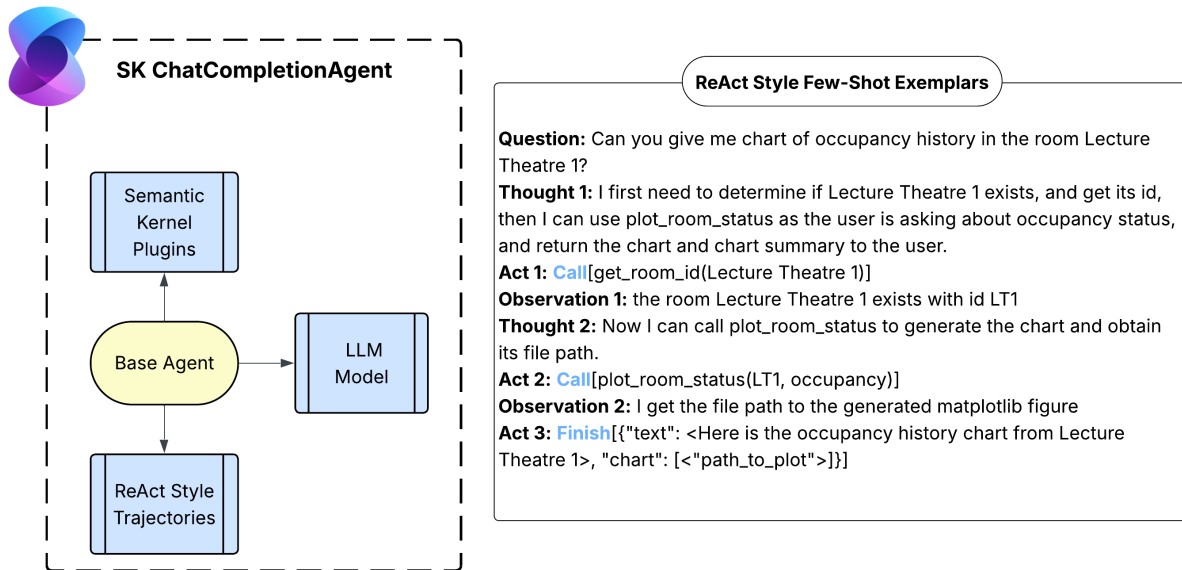 SK ChatCompletionAgent
Semantic
Kernel
Plugins
Base Agent
LLM
Model
ReAct Style
Trajectories
ReAct Style Few-Shot Exemplars
Question: Can you give me chart of occupancy history in the room Lecture
Theatre 1?
Thought 1: I first need to determine if Lecture Theatre 1 exists, and get its id,
then I can use plot_room_status as the user is asking about occupancy status,
and return the chart and chart summary to the user.
Act 1: Call[get_room_id(Lecture Theatre 1)]
Observation 1: the room Lecture Theatre 1 exists with id LT1
Thought 2: Now I can call plot_room_status to generate the chart and obtain
its file path.
Act 2: Call[plot_room_status(LT1, occupancy)]
Observation 2: I get the file path to the generated matplotlib figure
Act 3: Finish[{"text": <Here is the occupancy history chart from Lecture
Theatre 1>, "chart": [<"path_to_plot">]}]